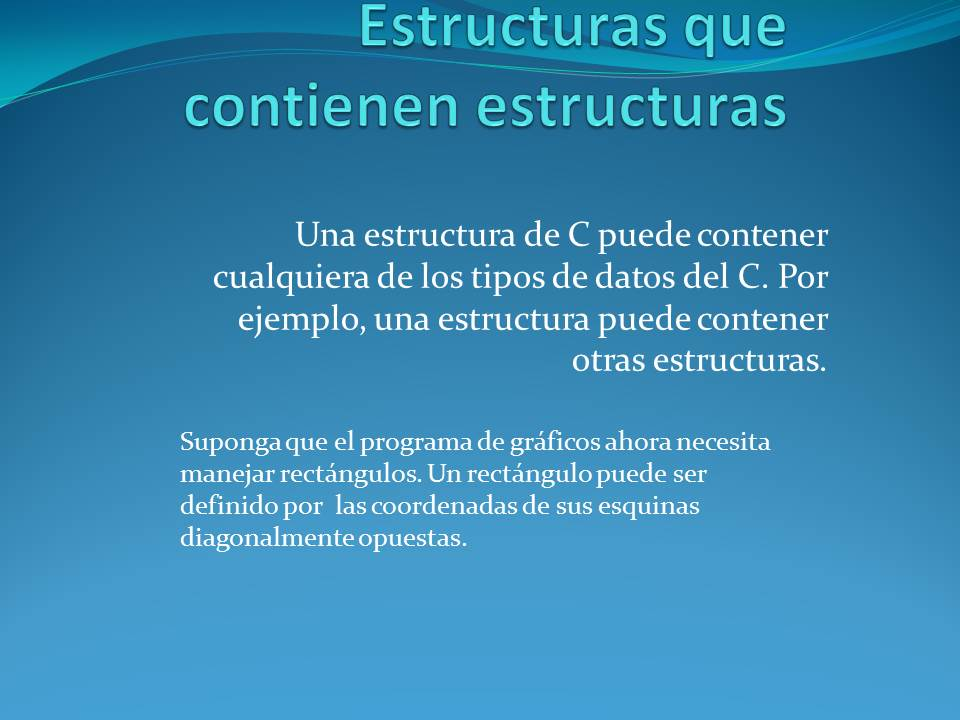 Estructuras que
contienen estructuras
Una estructura de C puede contener
cualquiera de los tipos de datos del C. Por
ejemplo, una estructura puede contener
otras estructuras.
Suponga que el programa de gráficos ahora necesita
manejar rectángulos. Un rectángulo puede ser
definido por  las coordenadas de sus esquinas
diagonalmente opuestas.